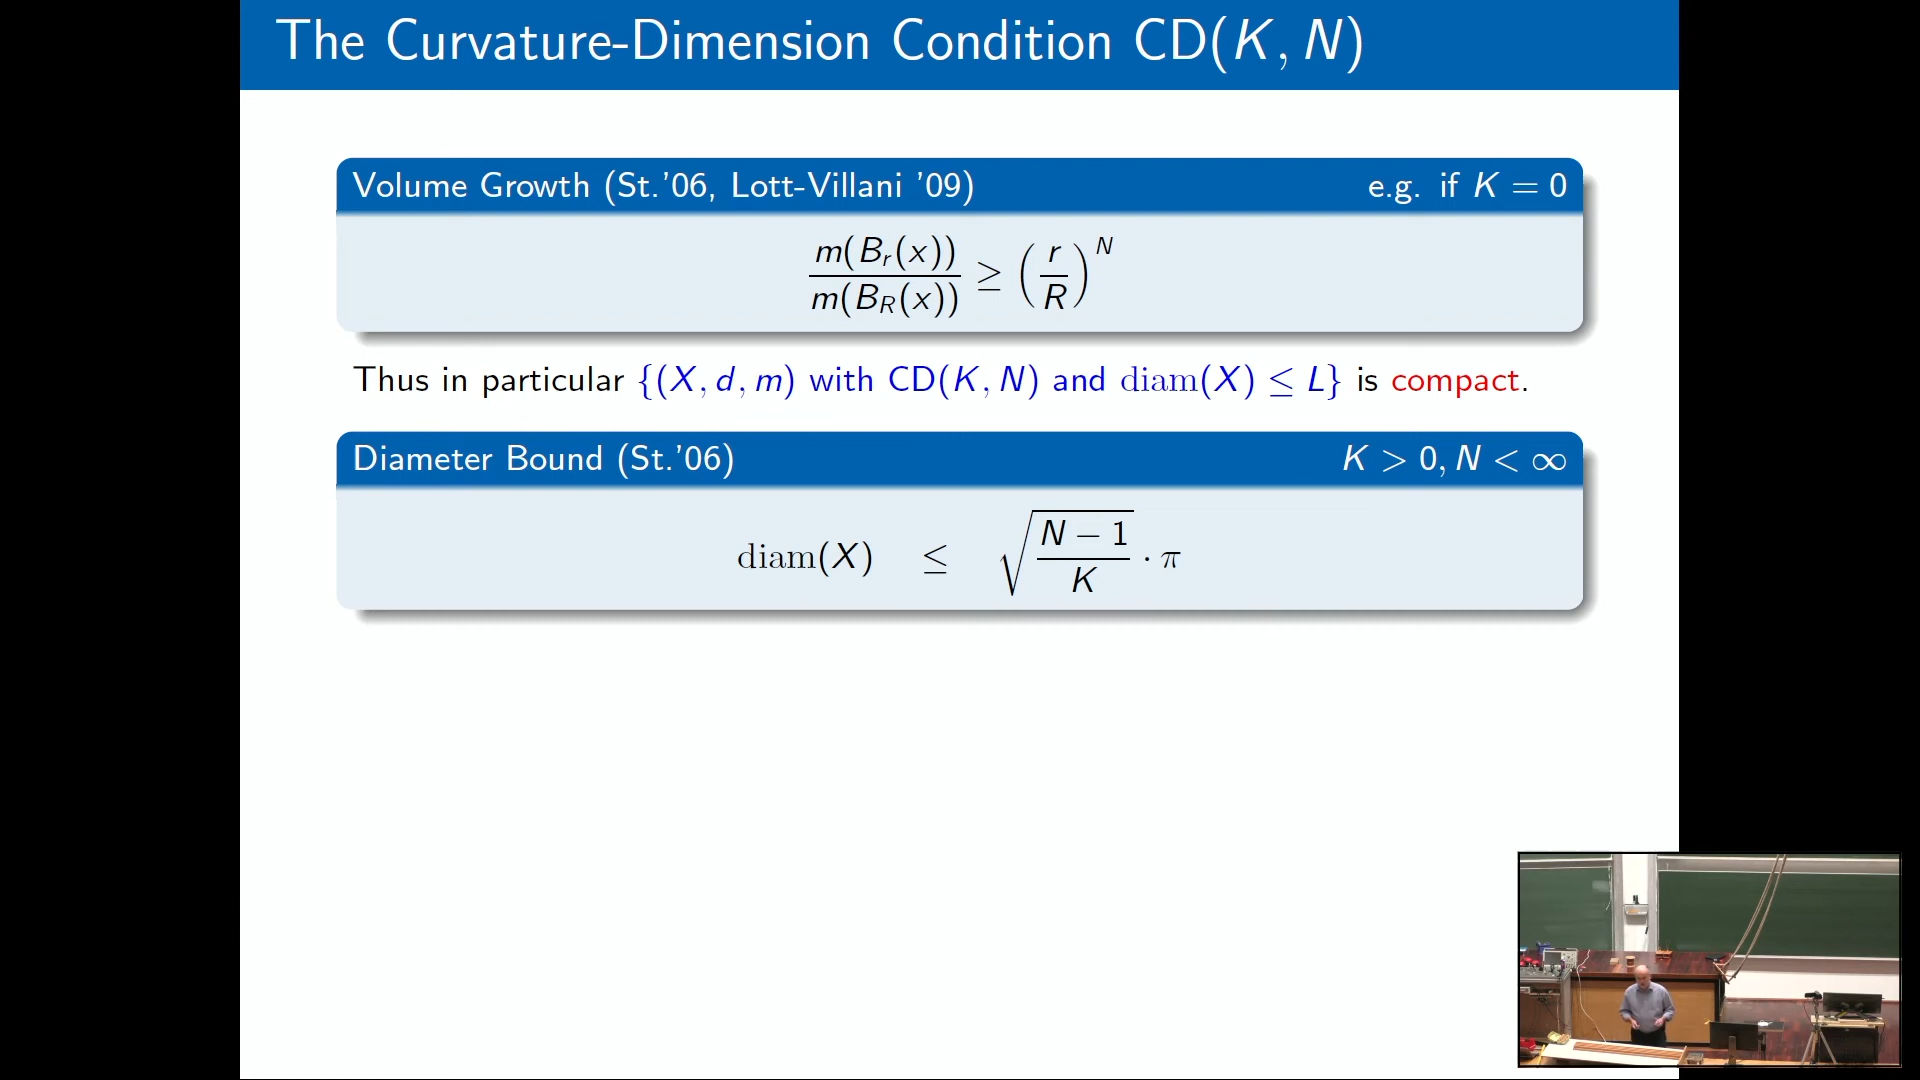 The Curvature-Dimension Condition CD(K, N)
Volume Growth (St.'06, Lott-Villani '09) e.g. if K = 0
m(B_r(x)) / m(B_R(x)) ≥ (r/R)^N
Thus in particular {(X, d, m) with CD(K, N) and diam(X) ≤ L} is compact.
Diameter Bound (St.'06) K > 0, N < ∞
diam(X) ≤ √((N − 1)/K) · π